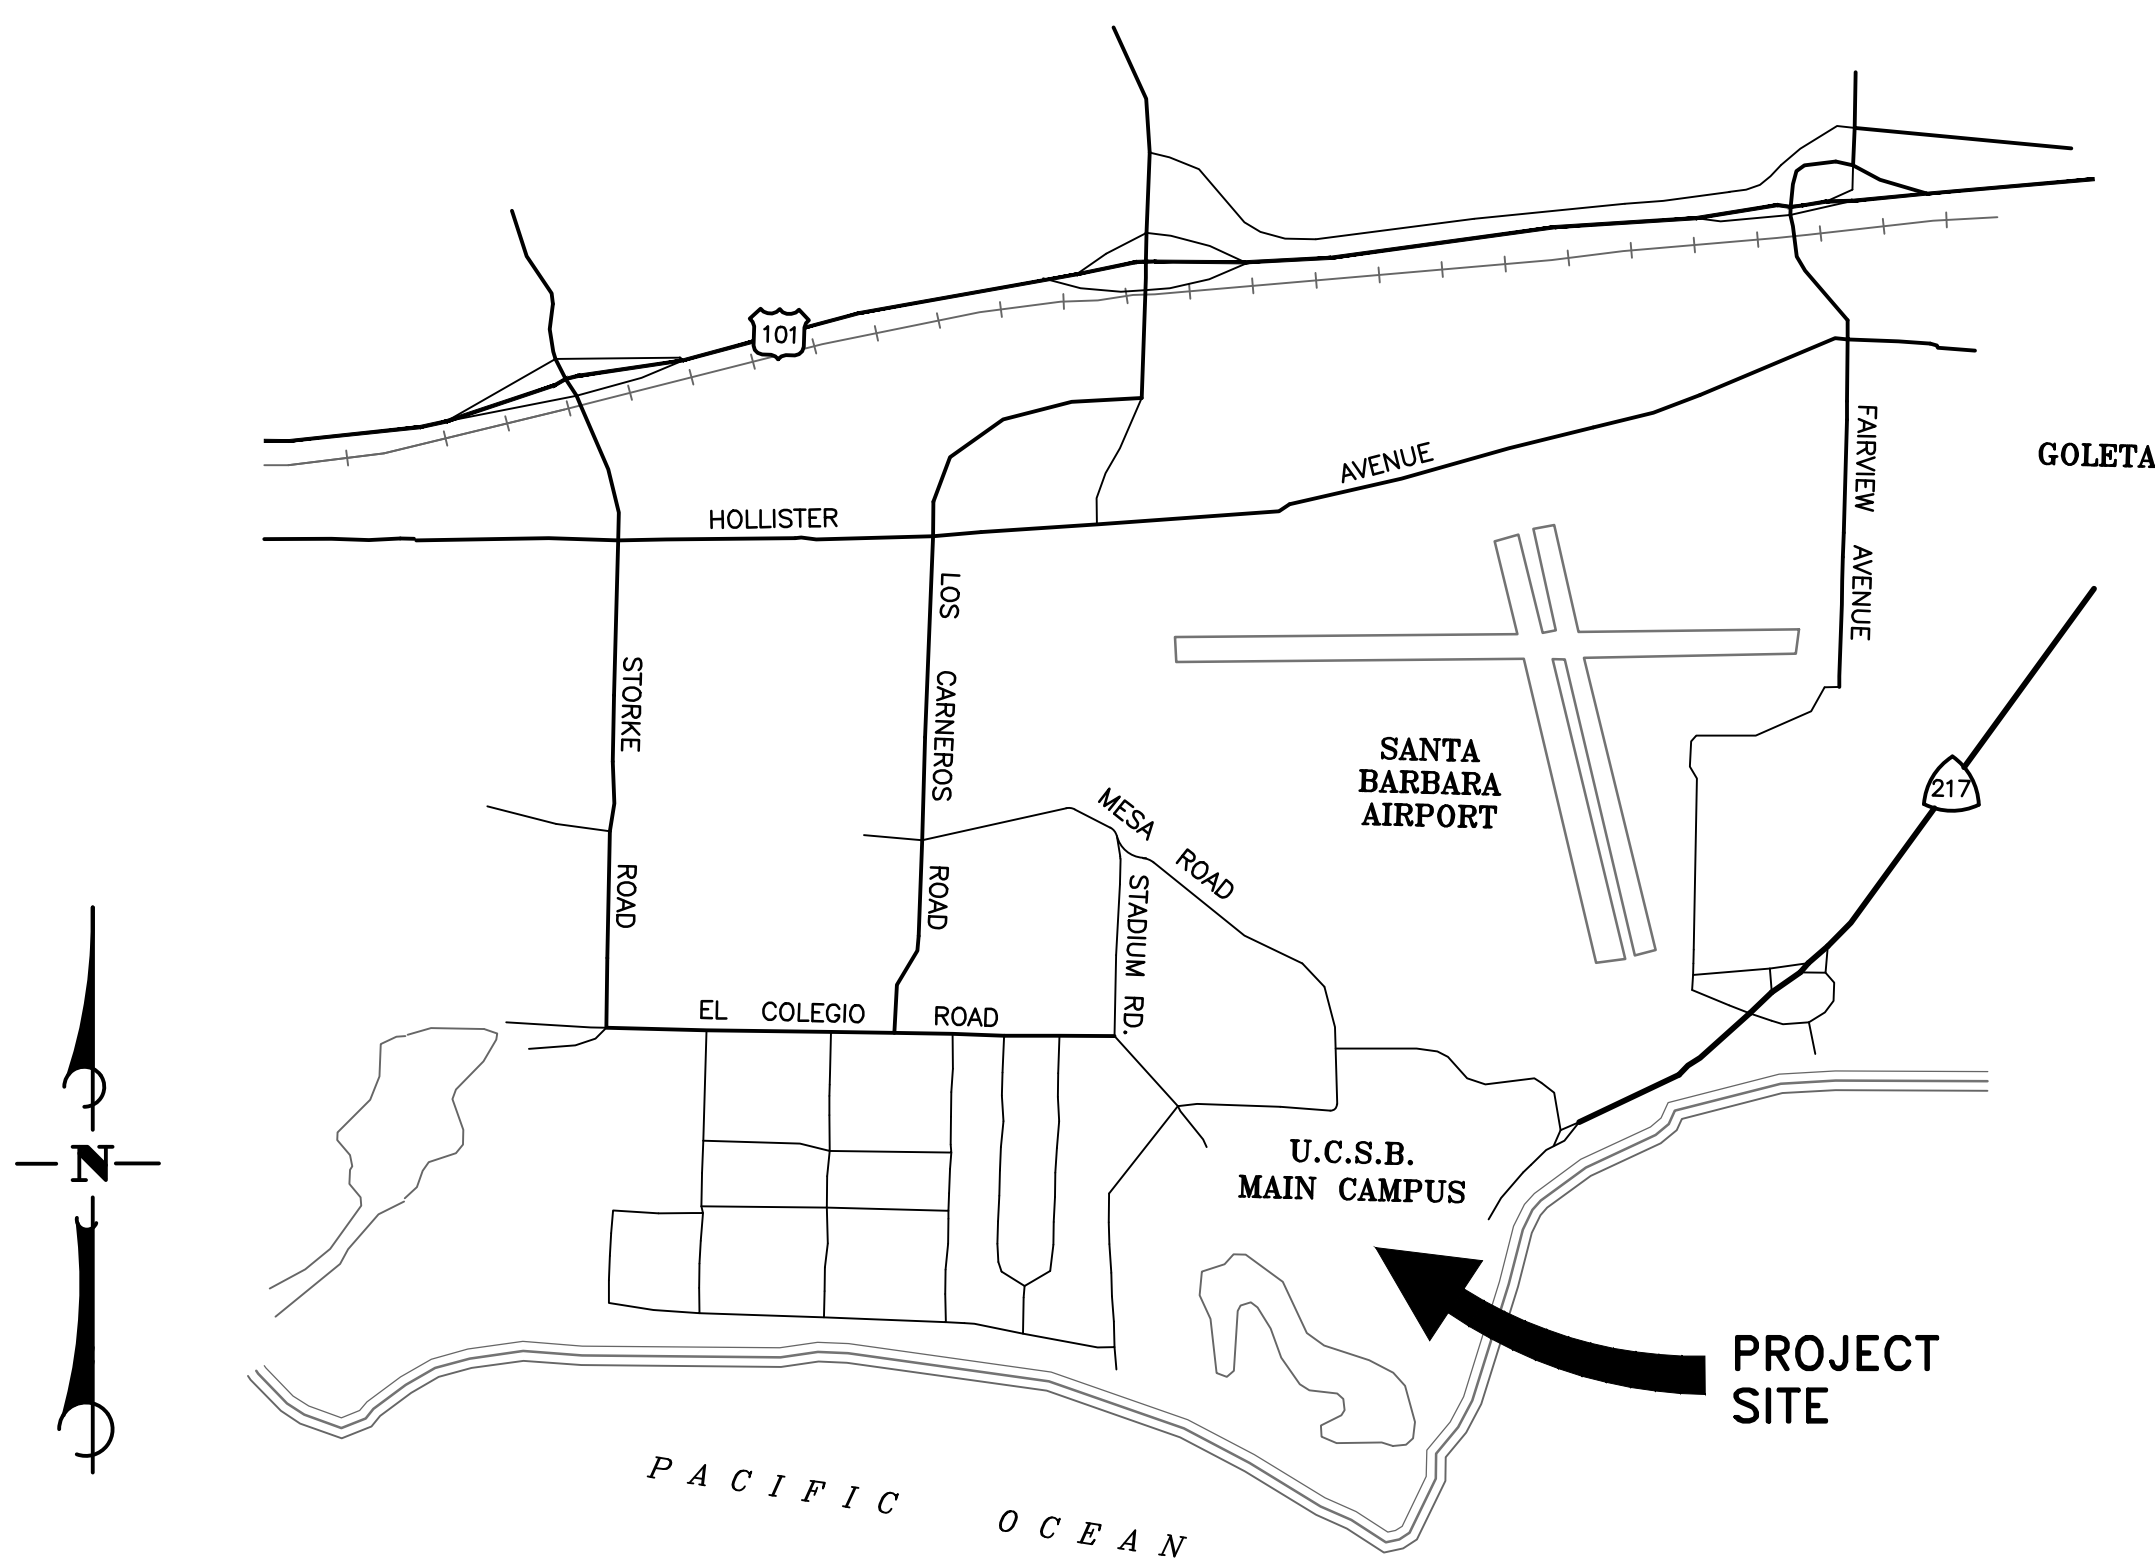 101
AVENUE
HOLLISTER
FAIRVIEW AVENUE
GOLETA
LOS CARNEROS ROAD
STORKE ROAD
SANTA
BARBARA
AIRPORT
217
MESA ROAD
STADIUM RD.
EL COLEGIO ROAD
N
U.C.S.B.
MAIN CAMPUS
PROJECT
SITE
PACIFIC OCEAN